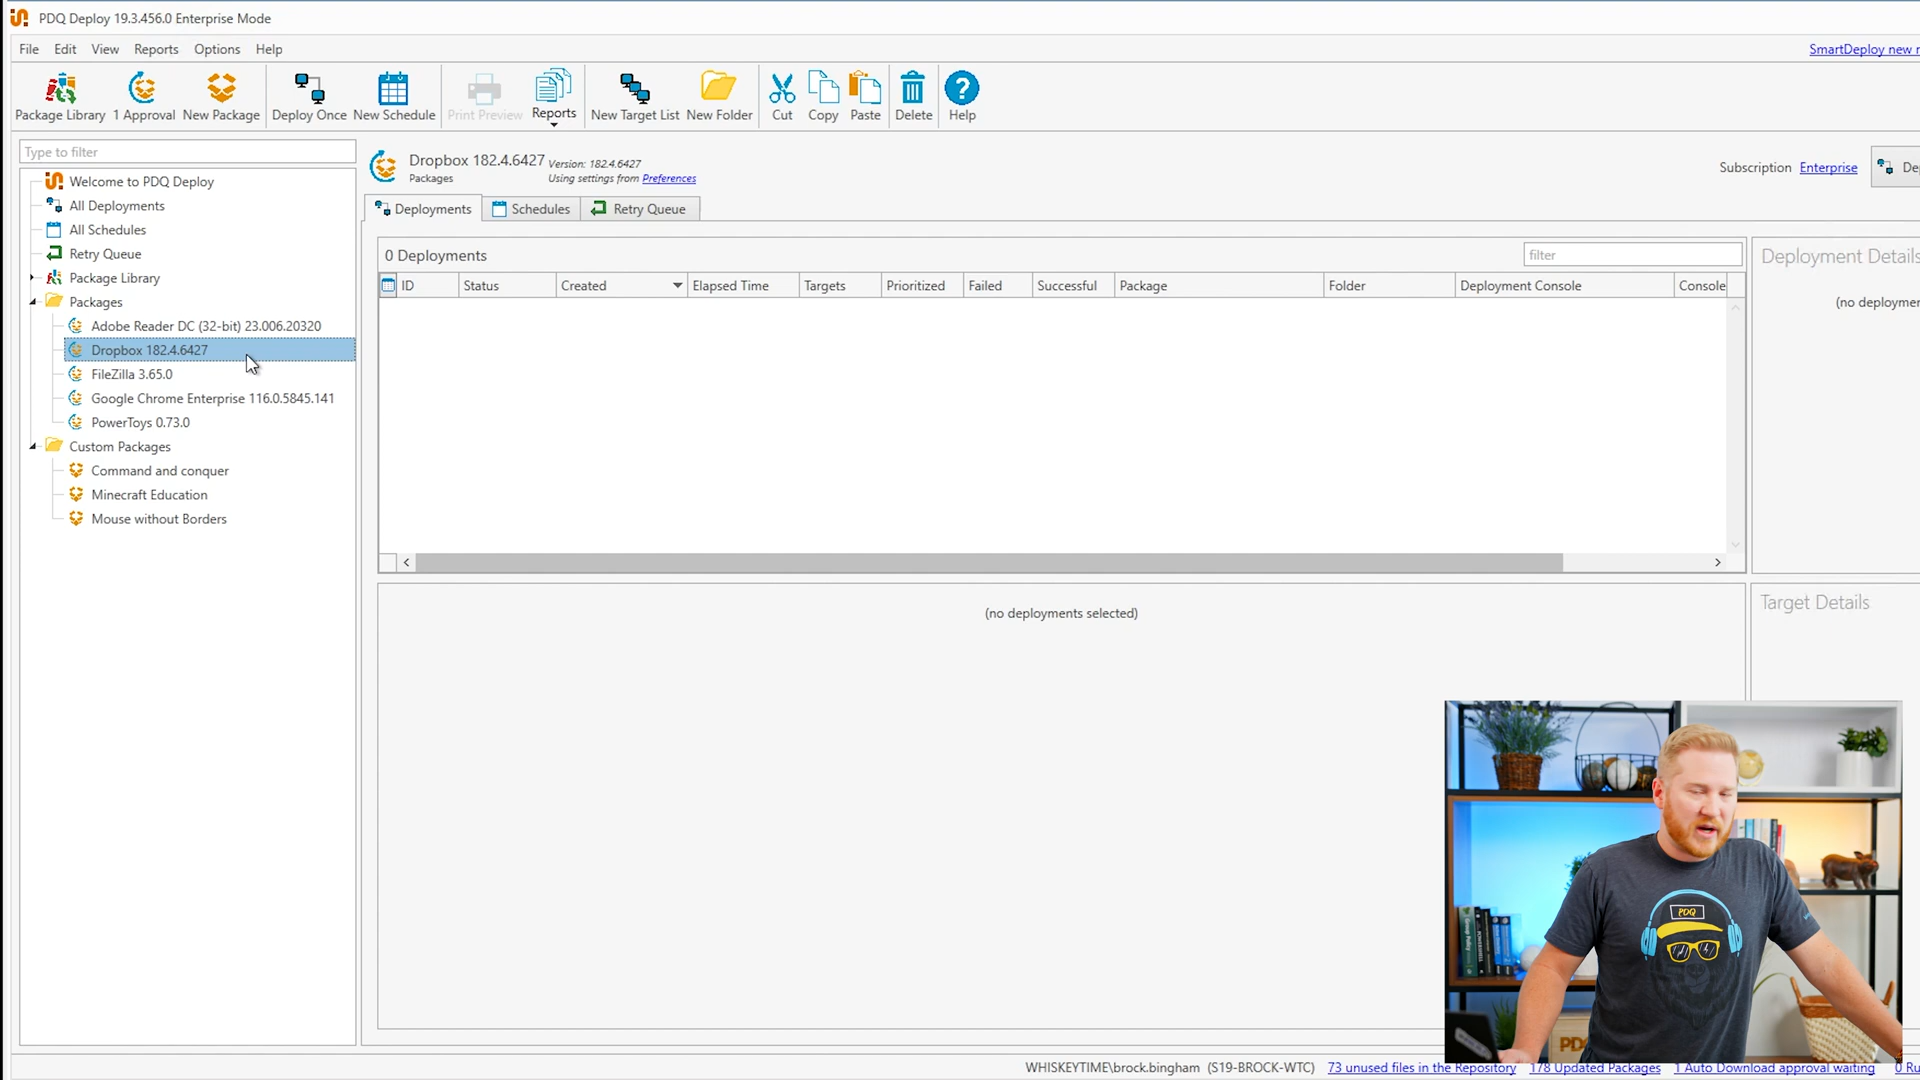 PDQ Deploy 19.3.456.0 Enterprise Mode
File Edit View Reports Options Help
SmartDeploy new
Package Library 1 Approval New Package Deploy Once New Schedule Print Preview Reports New Target List New Folder Cut Copy Paste Delete Help
Type to filter
Welcome to PDQ Deploy
All Deployments
All Schedules
Retry Queue
Package Library
Packages
Adobe Reader DC (32-bit) 23.006.20320
Dropbox 182.4.6427
FileZilla 3.65.0
Google Chrome Enterprise 116.0.5845.141
PowerToys 0.73.0
Custom Packages
Command and conquer
Minecraft Education
Mouse without Borders
Dropbox 182.4.6427 Version: 182.4.6427
Packages Using settings from Preferences
Subscription Enterprise
De
Deployments Schedules Retry Queue
0 Deployments
filter
ID Status Created Elapsed Time Targets Prioritized Failed Successful Package Folder Deployment Console Console
(no deployments selected)
Deployment Details
(no deploymen
Target Details
PDQ
PDQ
WHISKEYTIME\brock.bingham (S19-BROCK-WTC) 73 unused files in the Repository 178 Updated Packages 1 Auto Download approval waiting 0 Ru